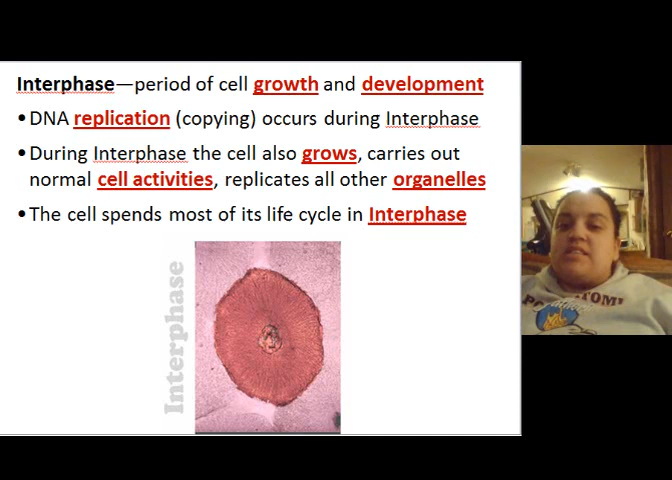 Interphase—period of cell growth and development
•DNA replication (copying) occurs during Interphase
•During Interphase the cell also grows, carries out
normal cell activities, replicates all other organelles
•The cell spends most of its life cycle in Interphase
Interphase